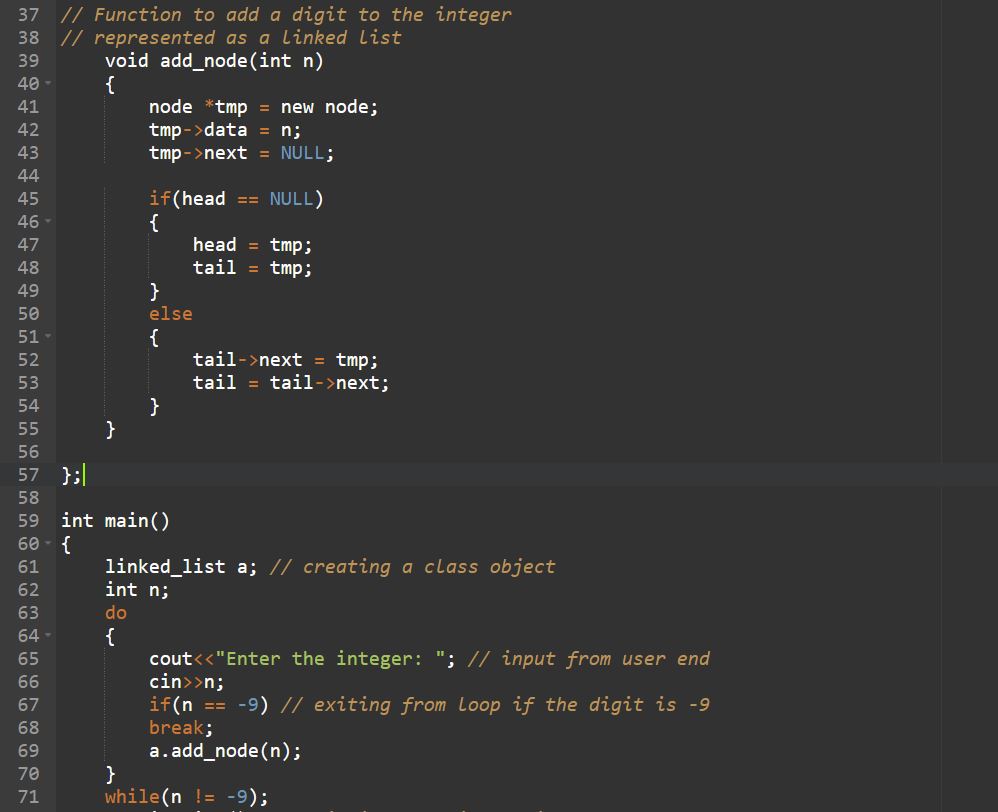 37 // Function to add a digit to the integer
38 // represented as a linked list
39 void add_node(int n)
40 {
41 node *tmp = new node;
42 tmp->data = n;
43 tmp->next = NULL;
44
45 if(head == NULL)
46 {
47 head = tmp;
48 tail = tmp;
49 }
50 else
51 {
52 tail->next = tmp;
53 tail = tail->next;
54 }
55 }
56
57 };
58
59 int main()
60 {
61 linked_list a; // creating a class object
62 int n;
63 do
64 {
65 cout<<"Enter the integer: "; // input from user end
66 cin>>n;
67 if(n == -9) // exiting from loop if the digit is -9
68 break;
69 a.add_node(n);
70 }
71 while(n != -9);